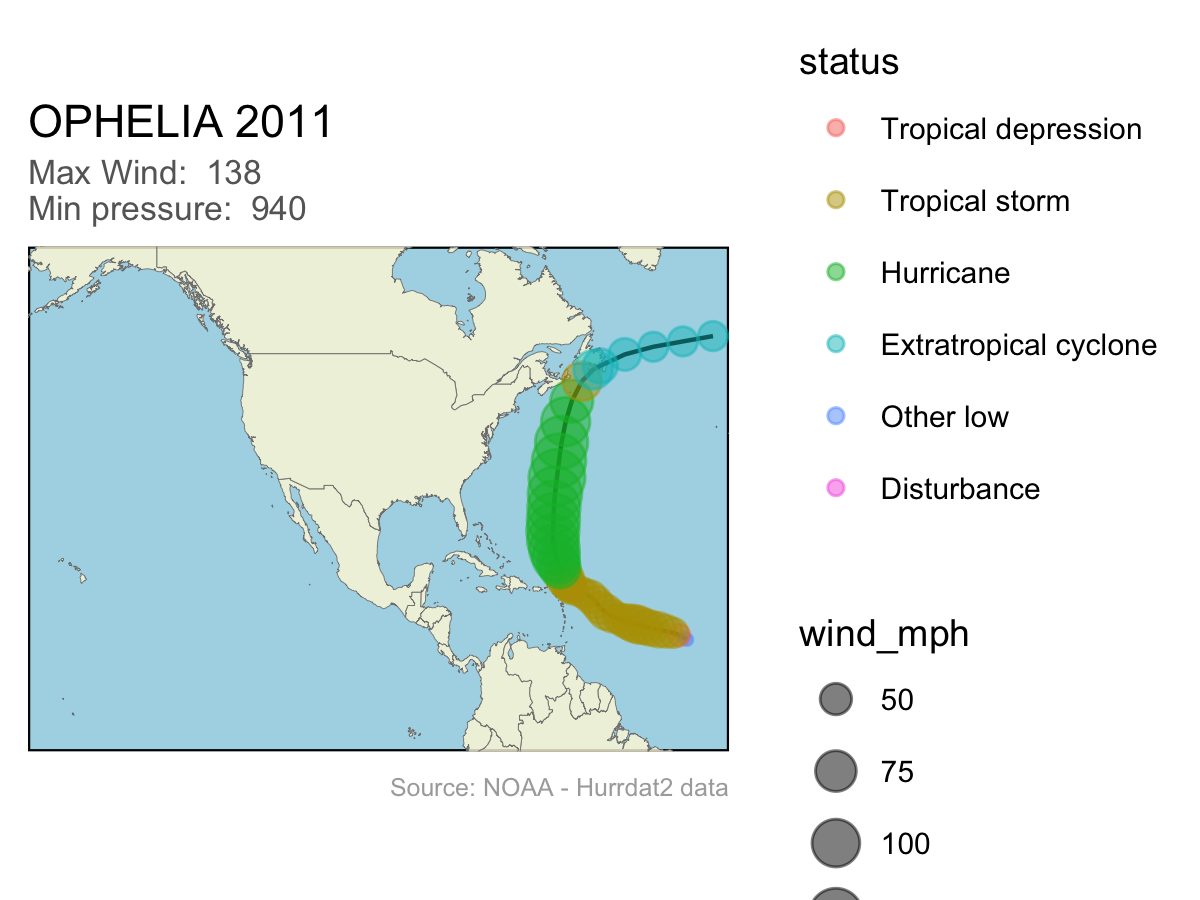 OPHELIA 2011
Max Wind:  138
Min pressure:  940
Source: NOAA - Hurrdat2 data
status
Tropical depression
Tropical storm
Hurricane
Extratropical cyclone
Other low
Disturbance
wind_mph
50
75
100